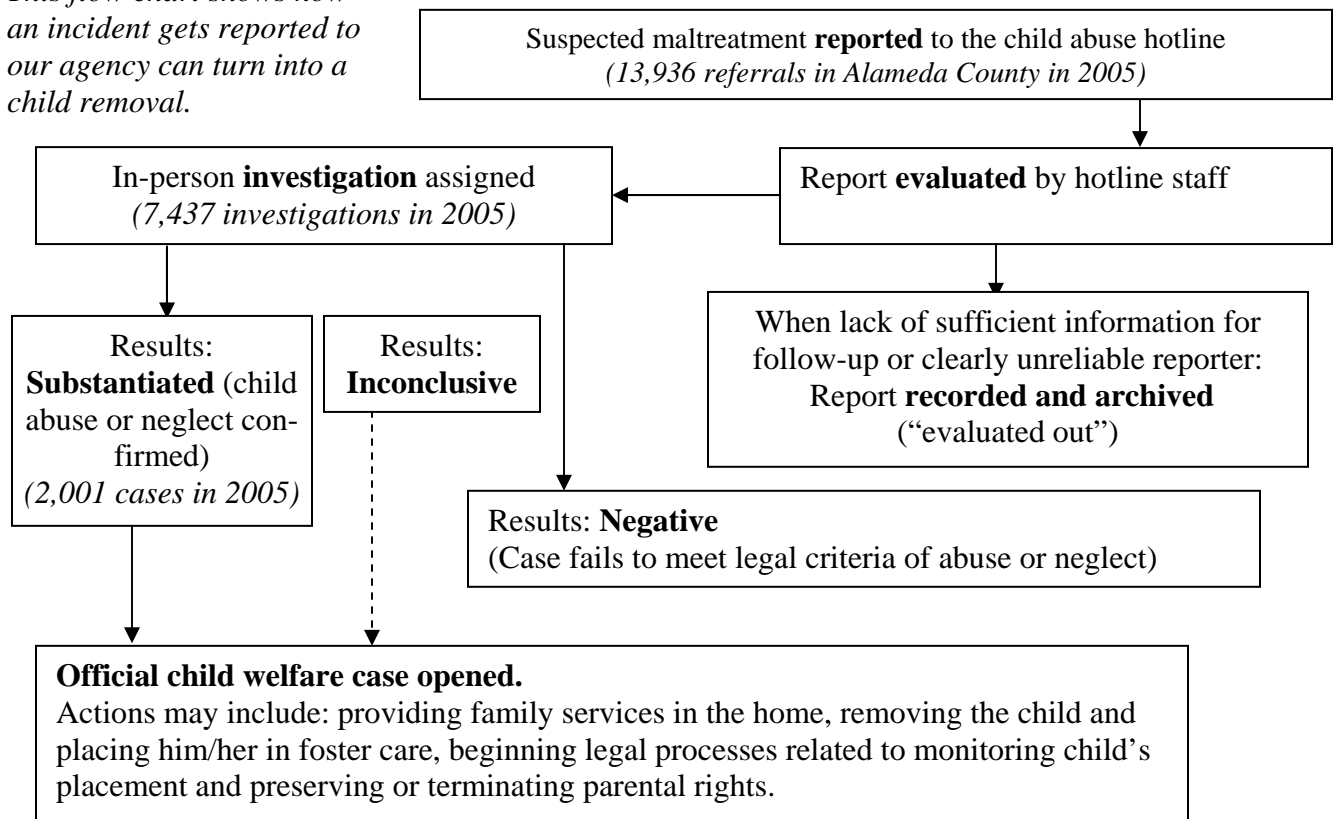 an incident gets reported to
our agency can turn into a
child removal.
Suspected maltreatment reported to the child abuse hotline
(13,936 referrals in Alameda County in 2005)
In-person investigation assigned
(7,437 investigations in 2005)
Report evaluated by hotline staff
Results:
Substantiated (child
abuse or neglect con-
firmed)
(2,001 cases in 2005)
Results:
Inconclusive
When lack of sufficient information for
follow-up or clearly unreliable reporter:
Report recorded and archived
(“evaluated out”)
Results: Negative
(Case fails to meet legal criteria of abuse or neglect)
Official child welfare case opened.
Actions may include: providing family services in the home, removing the child and
placing him/her in foster care, beginning legal processes related to monitoring child’s
placement and preserving or terminating parental rights.